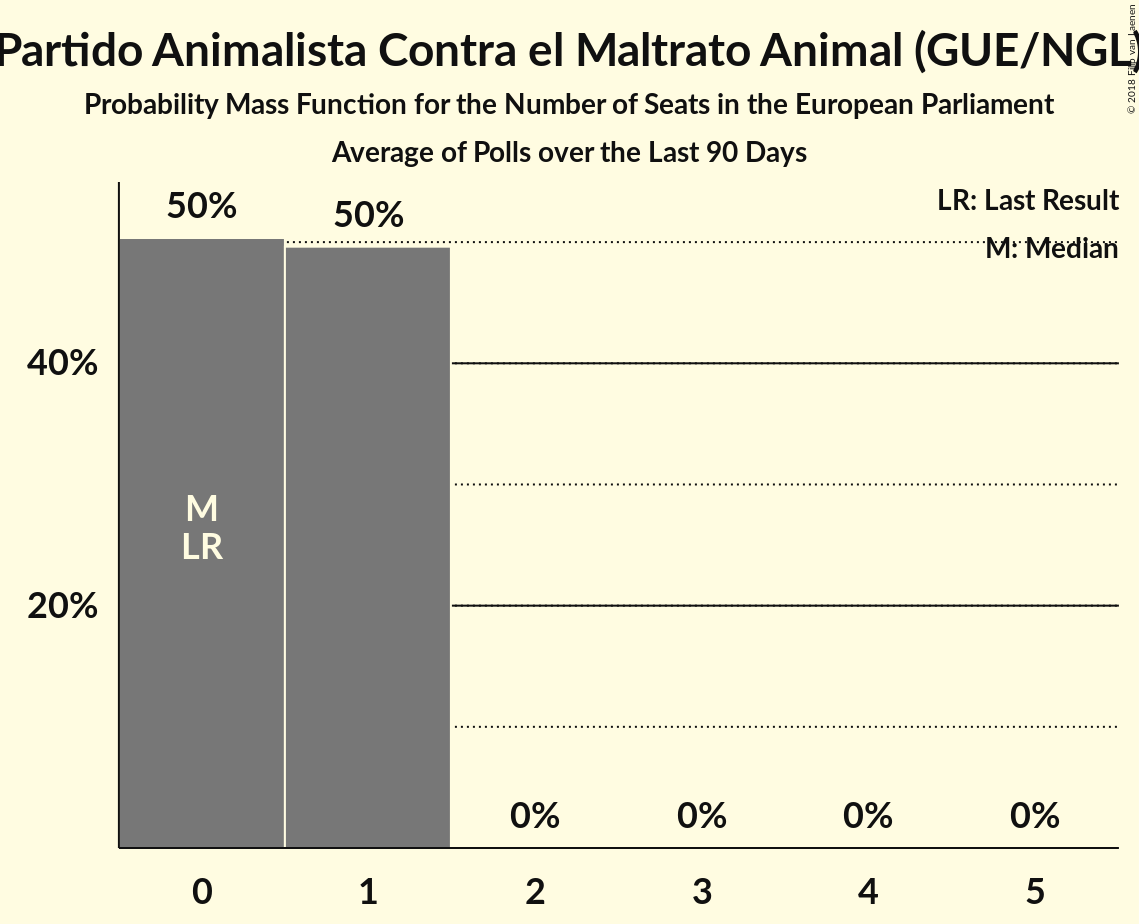 Partido Animalista Contra el Maltrato Animal (GUE/NGL)
© 2018 Filip van Laenen
Probability Mass Function for the Number of Seats in the European Parliament
Average of Polls over the Last 90 Days
LR: Last Result
M: Median
50%
50%
40%
20%
M
LR
0%
0%
0%
0%
0
1
2
3
4
5